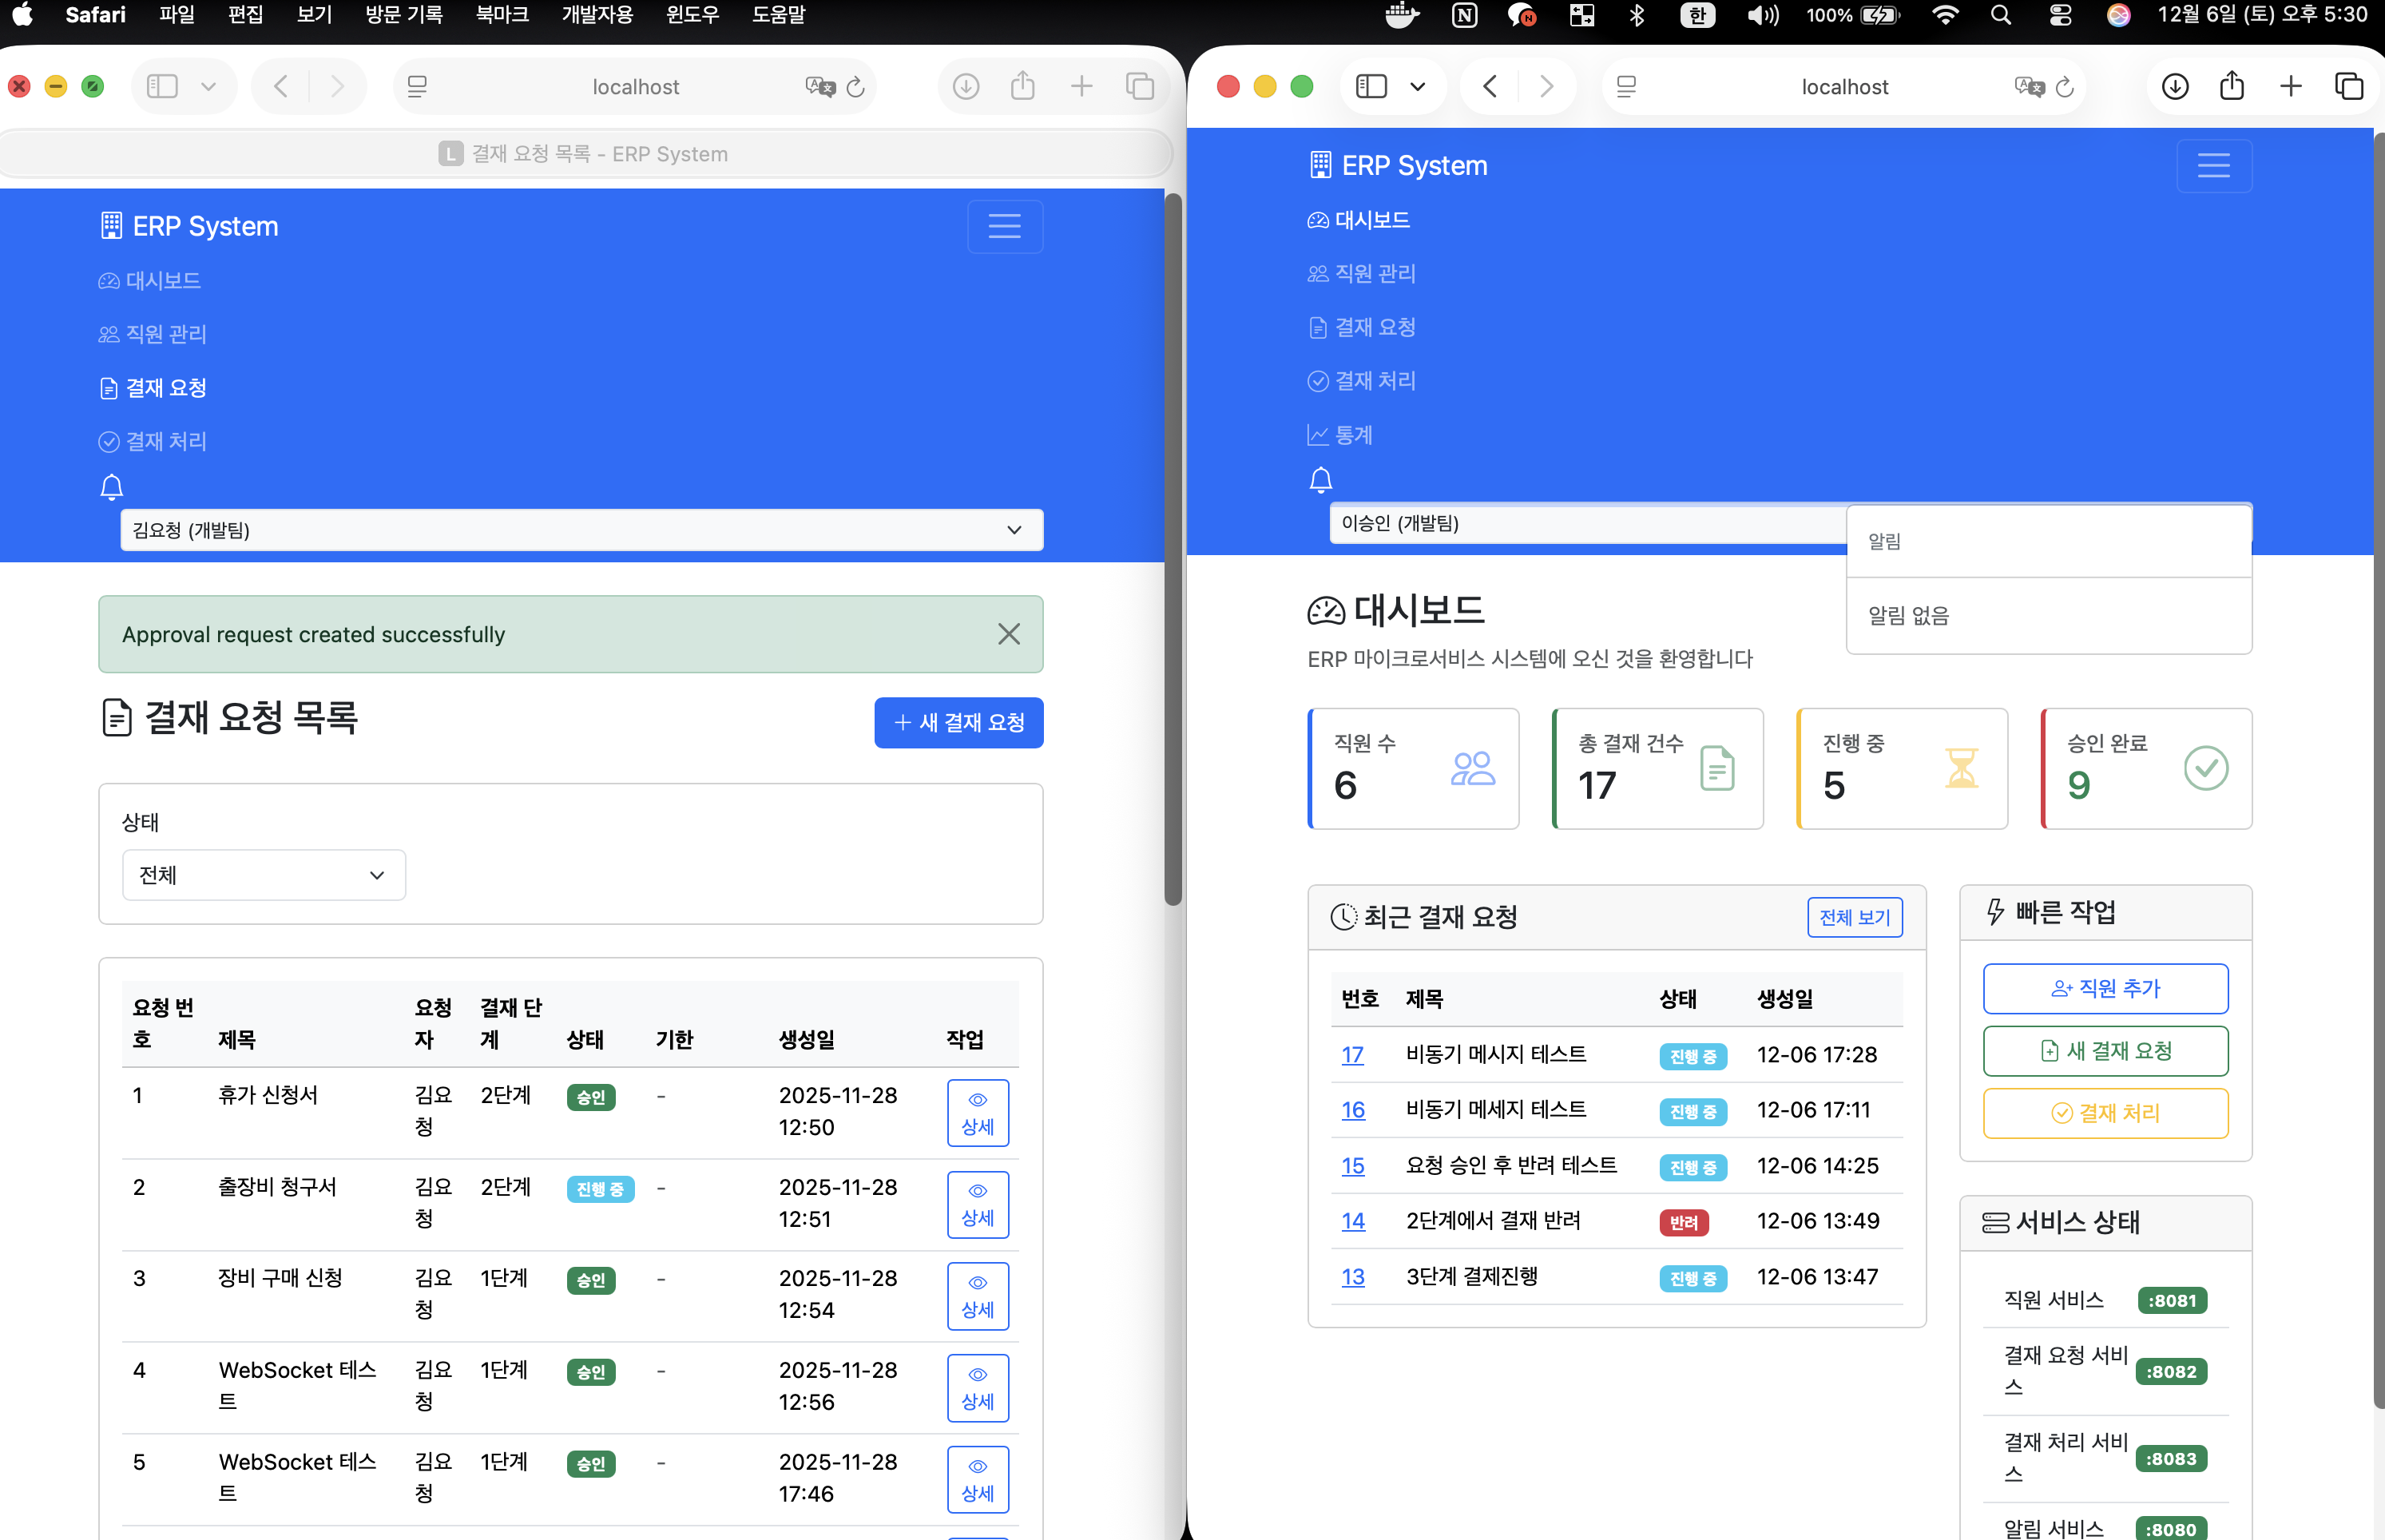 Safari 파일 편집 보기 방문 기록 북마크 개발자용 윈도우 도움말
한 100% 12월 6일 (토) 오후 5:30
localhost
L 결재 요청 목록 - ERP System
ERP System
대시보드
직원 관리
결재 요청
결재 처리
김요청 (개발팀)
Approval request created successfully
결재 요청 목록
+ 새 결재 요청
상태
전체
요청 번호 제목 요청자 결재 단계 상태 기한 생성일 작업
1 휴가 신청서 김요청 2단계 승인 - 2025-11-28 12:50 상세
2 출장비 청구서 김요청 2단계 진행 중 - 2025-11-28 12:51 상세
3 장비 구매 신청 김요청 1단계 승인 - 2025-11-28 12:54 상세
4 WebSocket 테스트 김요청 1단계 승인 - 2025-11-28 12:56 상세
5 WebSocket 테스트 김요청 1단계 승인 - 2025-11-28 17:46 상세
localhost
ERP System
대시보드
직원 관리
결재 요청
결재 처리
통계
이승인 (개발팀)
알림
알림 없음
대시보드
ERP 마이크로서비스 시스템에 오신 것을 환영합니다
직원 수
6
총 결재 건수
17
진행 중
5
승인 완료
9
최근 결재 요청
전체 보기
번호 제목 상태 생성일
17 비동기 메시지 테스트 진행 중 12-06 17:28
16 비동기 메세지 테스트 진행 중 12-06 17:11
15 요청 승인 후 반려 테스트 진행 중 12-06 14:25
14 2단계에서 결재 반려 반려 12-06 13:49
13 3단계 결제진행 진행 중 12-06 13:47
빠른 작업
직원 추가
새 결재 요청
결재 처리
서비스 상태
직원 서비스 :8081
결재 요청 서비스 :8082
결재 처리 서비스 :8083
알림 서비스 :8080